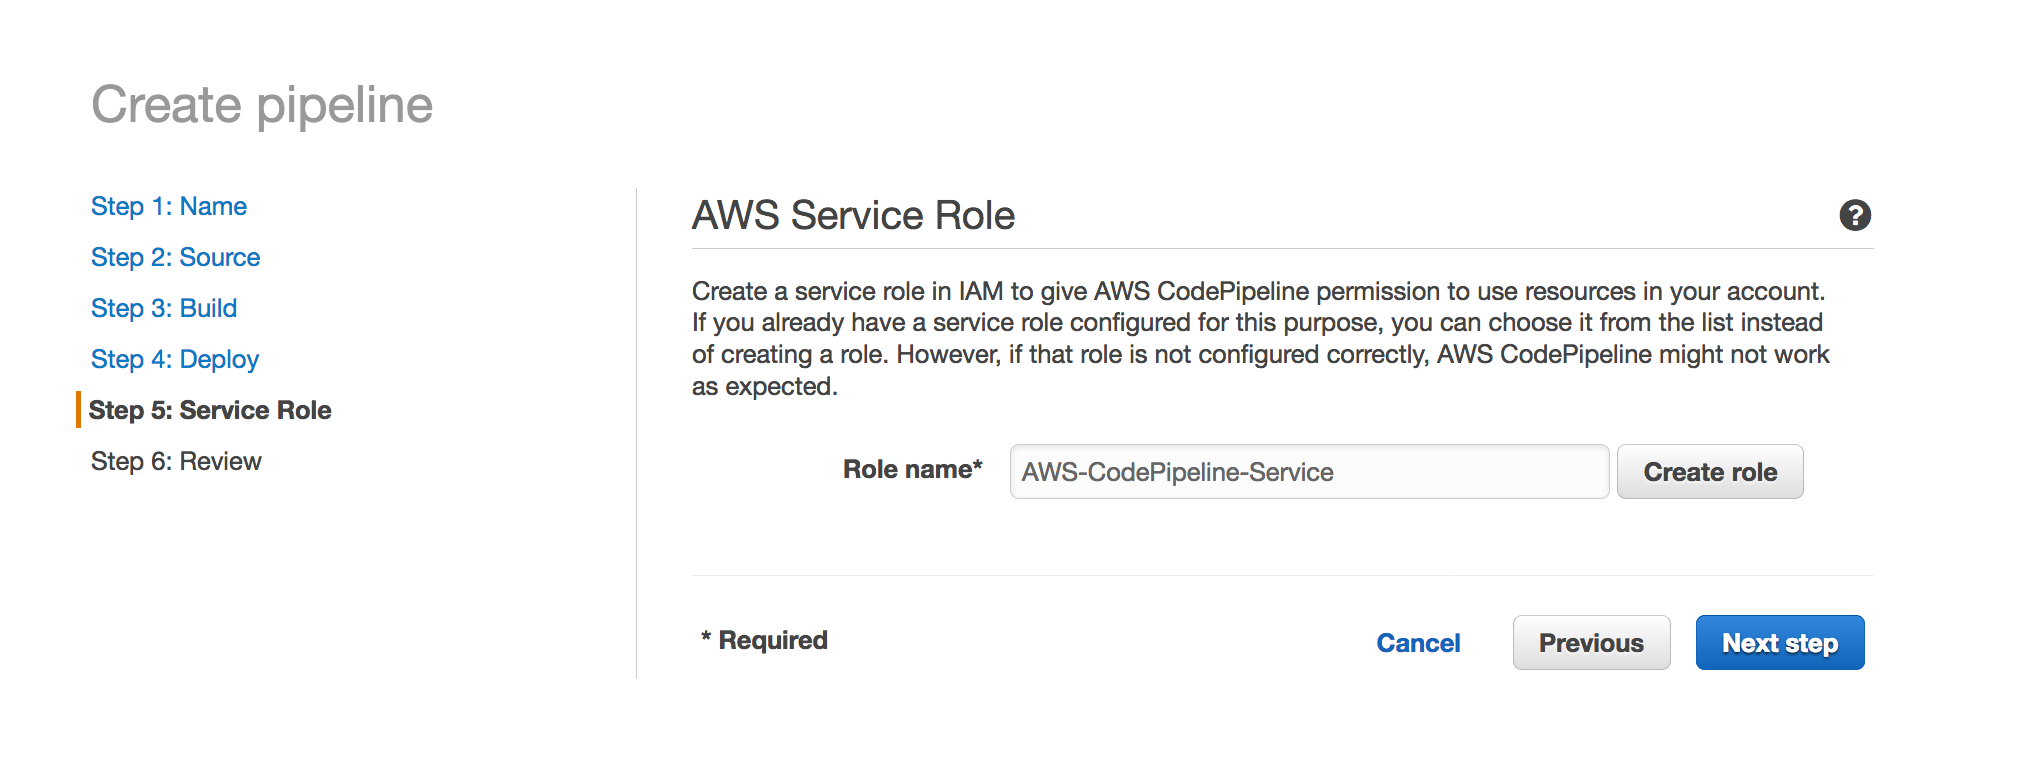 Create pipeline
Step 1: Name
Step 2: Source
Step 3: Build
Step 4: Deploy
Step 5: Service Role
Step 6: Review
AWS Service Role
?
Create a service role in IAM to give AWS CodePipeline permission to use resources in your account.
If you already have a service role configured for this purpose, you can choose it from the list instead
of creating a role. However, if that role is not configured correctly, AWS CodePipeline might not work
as expected.
Role name* AWS-CodePipeline-Service Create role
* Required Cancel Previous Next step